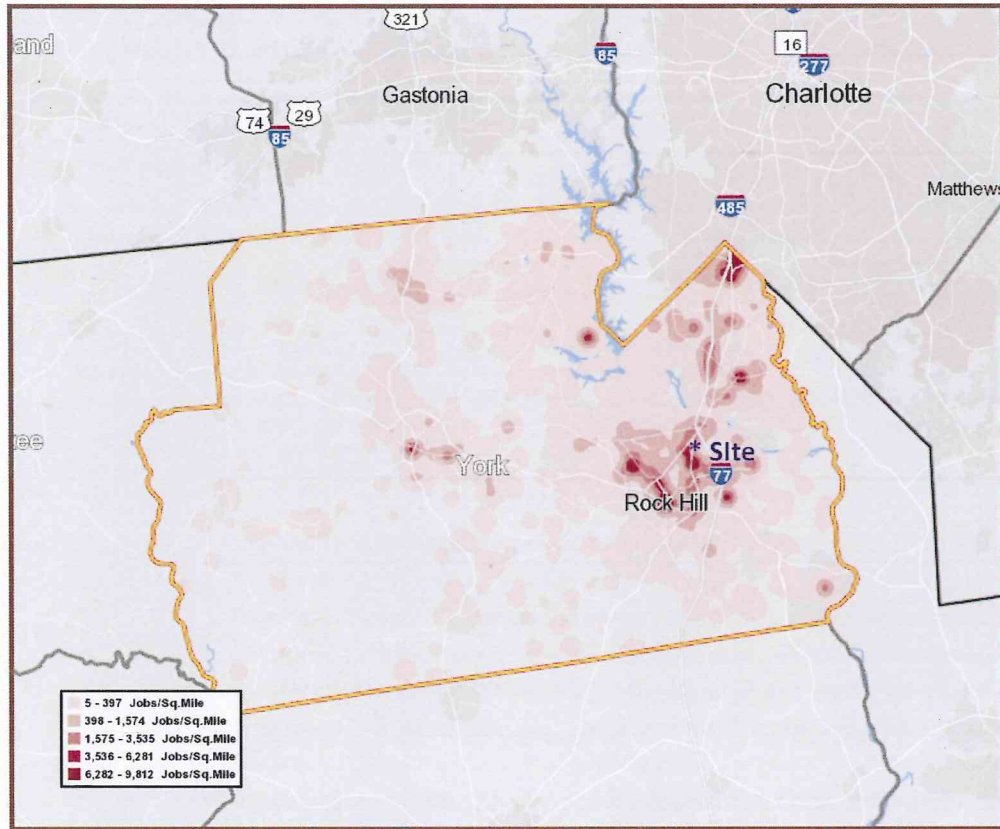 321
16
and
85
277
Gastonia
Charlotte
74
29
85
Matthews
485
ee
York
* SIte
77
Rock Hill
5 - 397 Jobs/Sq.Mile
398 - 1,574 Jobs/Sq.Mile
1,575 - 3,535 Jobs/Sq.Mile
3,536 - 6,281 Jobs/Sq.Mile
6,282 - 9,812 Jobs/Sq.Mile